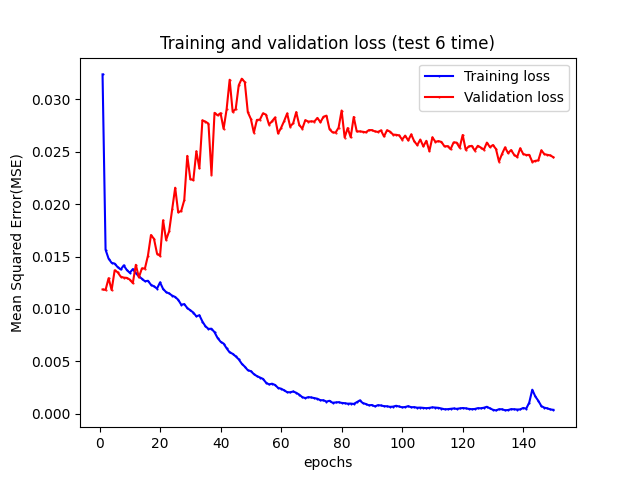 Training and validation loss (test 6 time)
Training loss
Validation loss
Mean Squared Error(MSE)
0.030
0.025
0.020
0.015
0.010
0.005
0.000
0 20 40 60 80 100 120 140
epochs